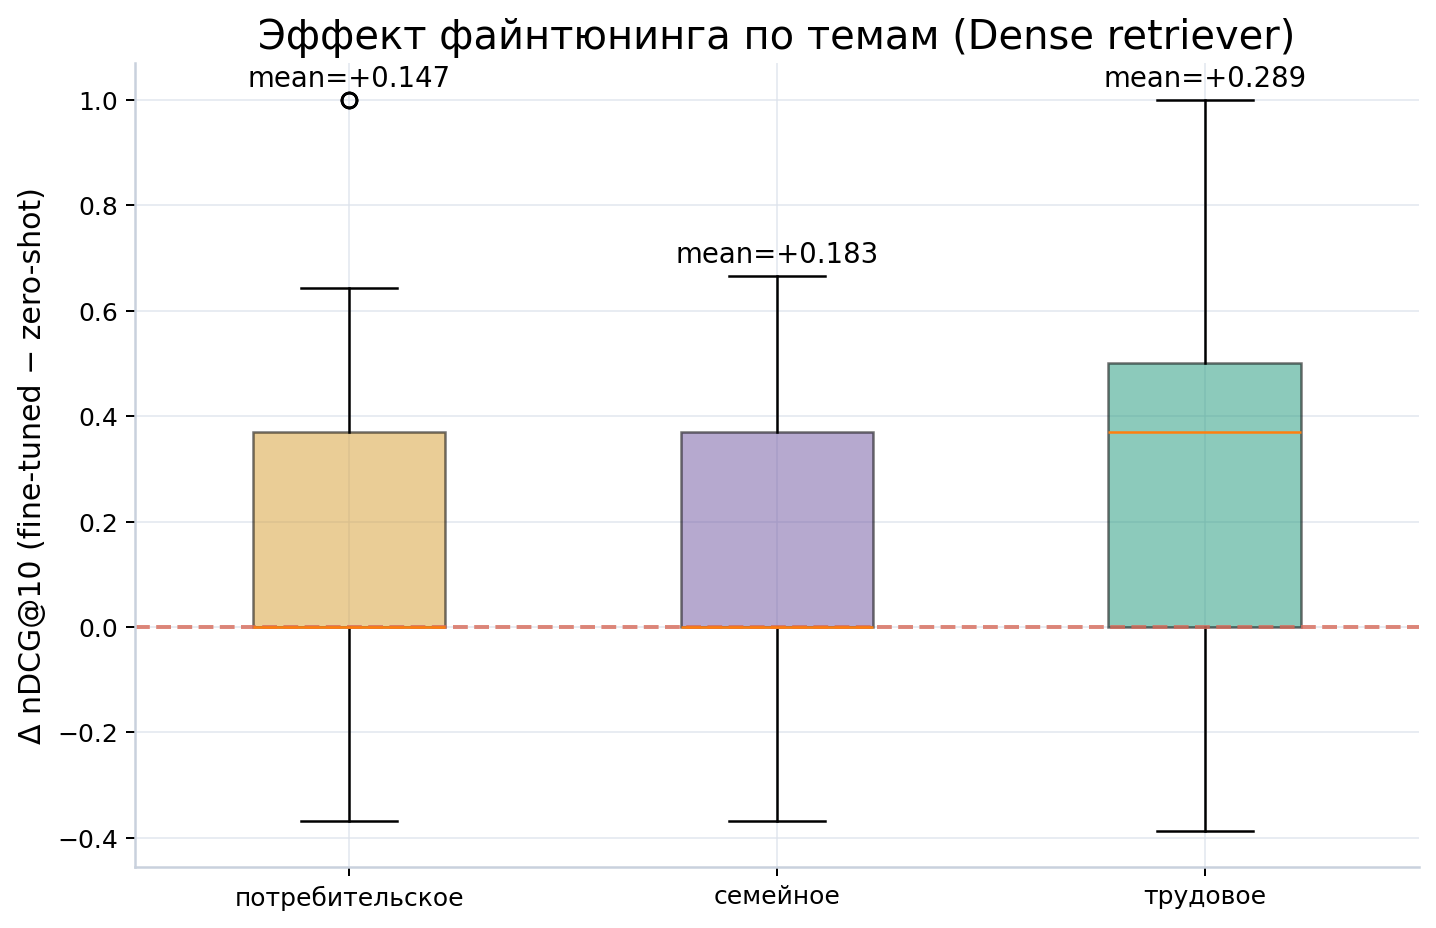 Эффект файнтюнинга по темам (Dense retriever)
mean=+0.147
mean=+0.289
mean=+0.183
Δ nDCG@10 (fine-tuned − zero-shot)
1.0
0.8
0.6
0.4
0.2
0.0
−0.2
−0.4
потребительское
семейное
трудовое